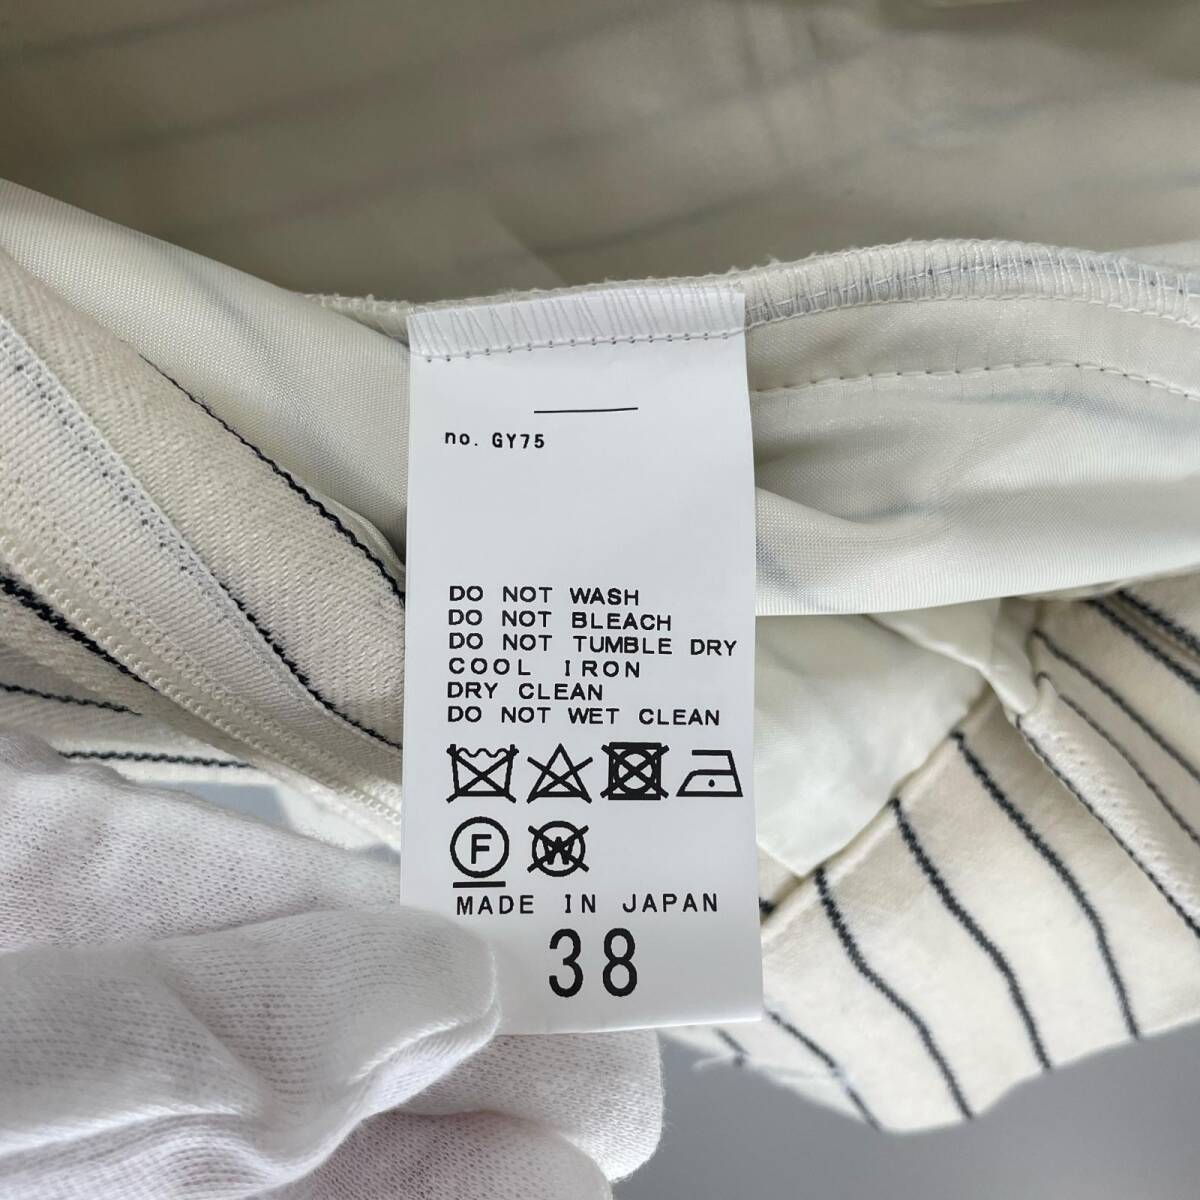 no. GY75
DO NOT WASH
DO NOT BLEACH
DO NOT TUMBLE DRY
COOL IRON
DRY CLEAN
DO NOT WET CLEAN
F W
MADE IN JAPAN
38